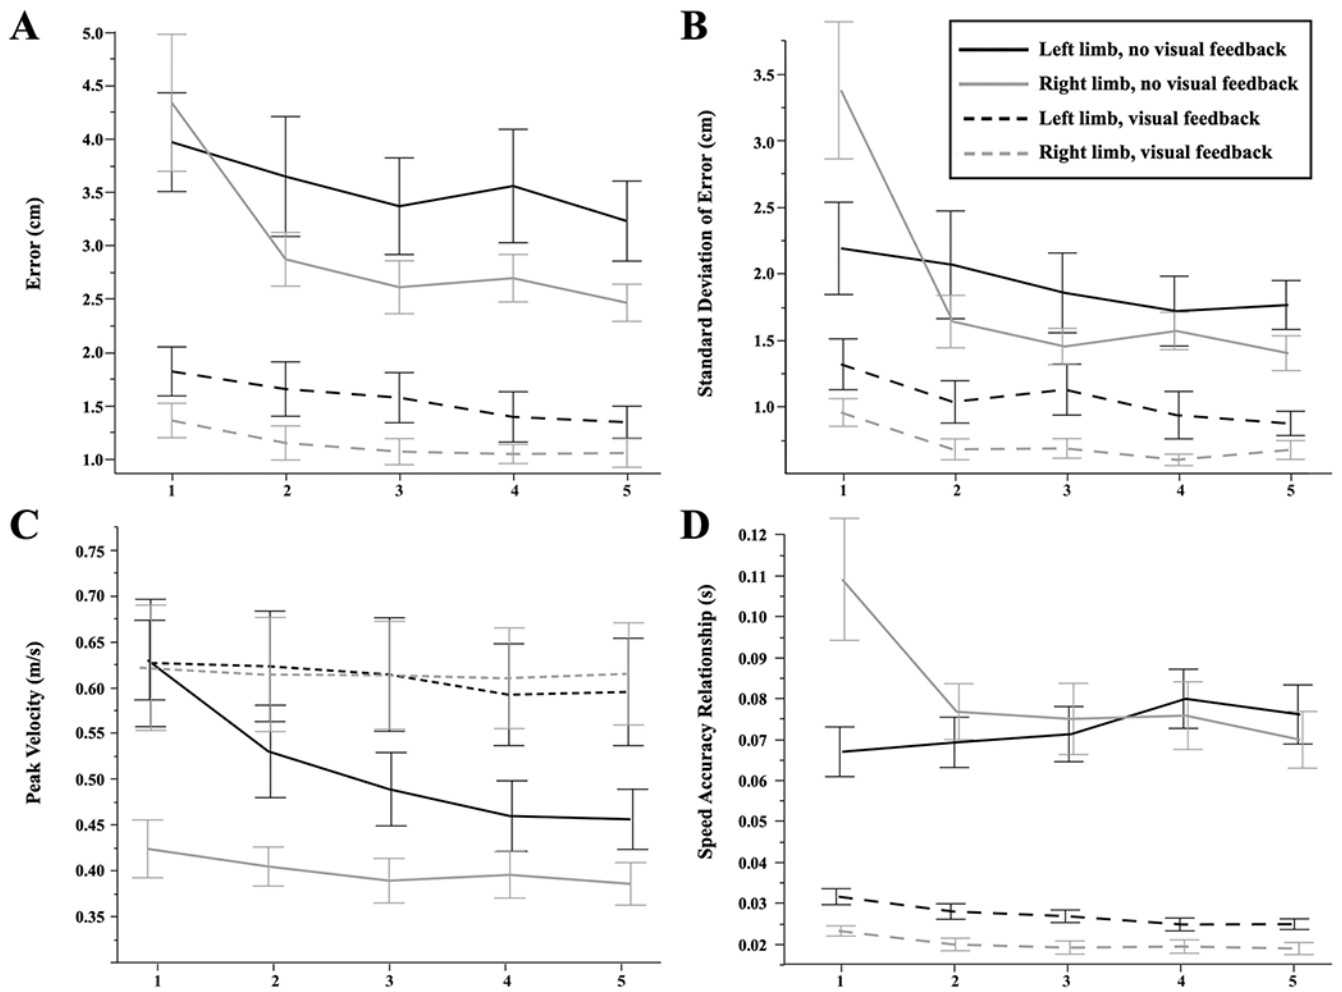 A
Error (cm)
5.0
4.5
4.0
3.5
3.0
2.5
2.0
1.5
1.0
1 2 3 4 5
B
Standard Deviation of Error (cm)
3.5
3.0
2.5
2.0
1.5
1.0
1 2 3 4 5
Left limb, no visual feedback
Right limb, no visual feedback
Left limb, visual feedback
Right limb, visual feedback
C
Peak Velocity (m/s)
0.75
0.70
0.65
0.60
0.55
0.50
0.45
0.40
0.35
1 2 3 4 5
D
Speed Accuracy Relationship (s)
0.12
0.11
0.10
0.09
0.08
0.07
0.06
0.05
0.04
0.03
0.02
1 2 3 4 5